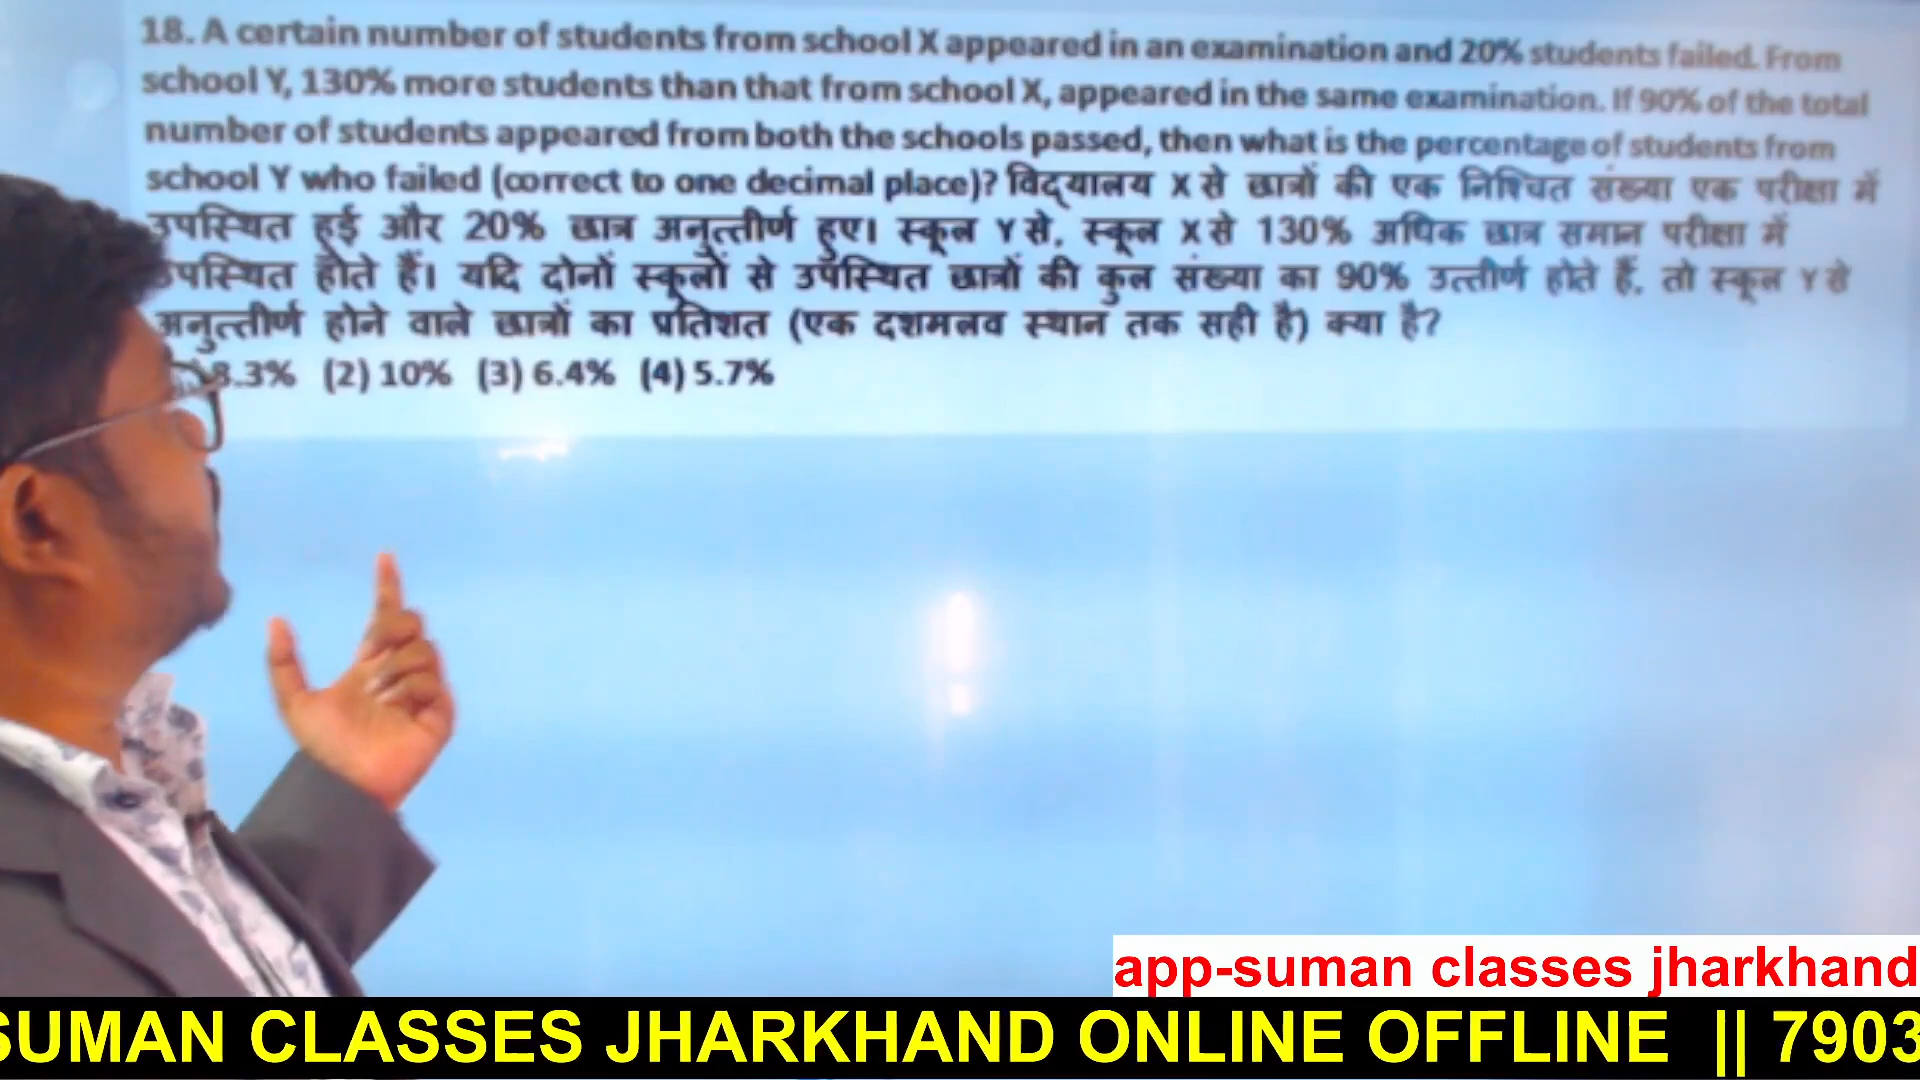 18. A certain number of students from school X appeared in an examination and 20% students failed. From
school Y, 130% more students than that from school X, appeared in the same examination. If 90% of the total
number of students appeared from both the schools passed, then what is the percentage of students from
school Y who failed (correct to one decimal place)? विद्यालय X से छात्रों की एक निश्चित संख्या एक परीक्षा में
उपस्थित हुई और 20% छात्र अनुत्तीर्ण हुए। स्कूल Y से, स्कूल X से 130% अधिक छात्र समान परीक्षा में
उपस्थित होते हैं। यदि दोनों स्कूलों से उपस्थित छात्रों की कुल संख्या का 90% उत्तीर्ण होते हैं, तो स्कूल Y से
अनुत्तीर्ण होने वाले छात्रों का प्रतिशत (एक दशमलव स्थान तक सही है) क्या है?
8.3% (2) 10% (3) 6.4% (4) 5.7%
app-suman classes jharkhand
SUMAN CLASSES JHARKHAND ONLINE OFFLINE || 7903